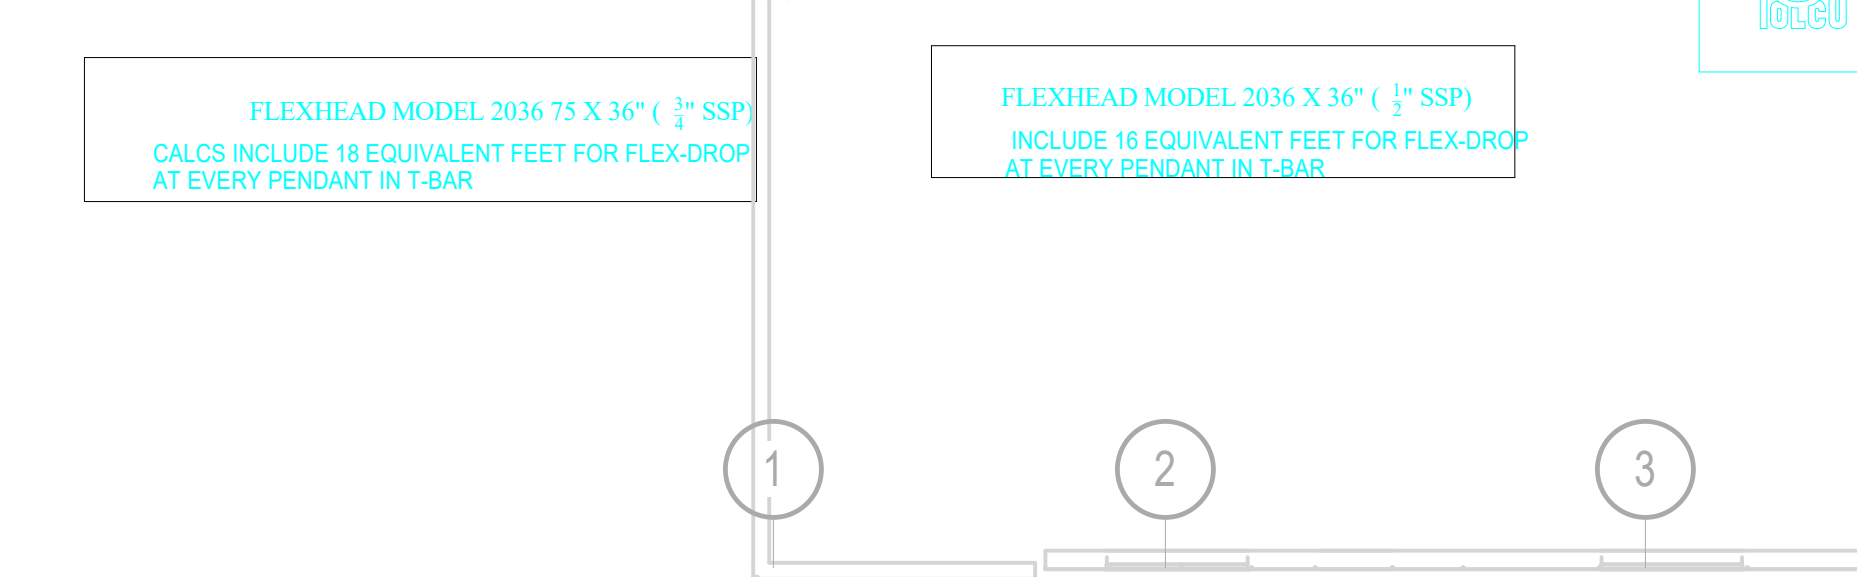 TOLCO
FLEXHEAD MODEL 2036 75 X 36" ( 3/4" SSP)
CALCS INCLUDE 18 EQUIVALENT FEET FOR FLEX-DROP
AT EVERY PENDANT IN T-BAR
FLEXHEAD MODEL 2036 X 36" ( 1/2" SSP)
INCLUDE 16 EQUIVALENT FEET FOR FLEX-DROP
AT EVERY PENDANT IN T-BAR
1
2
3